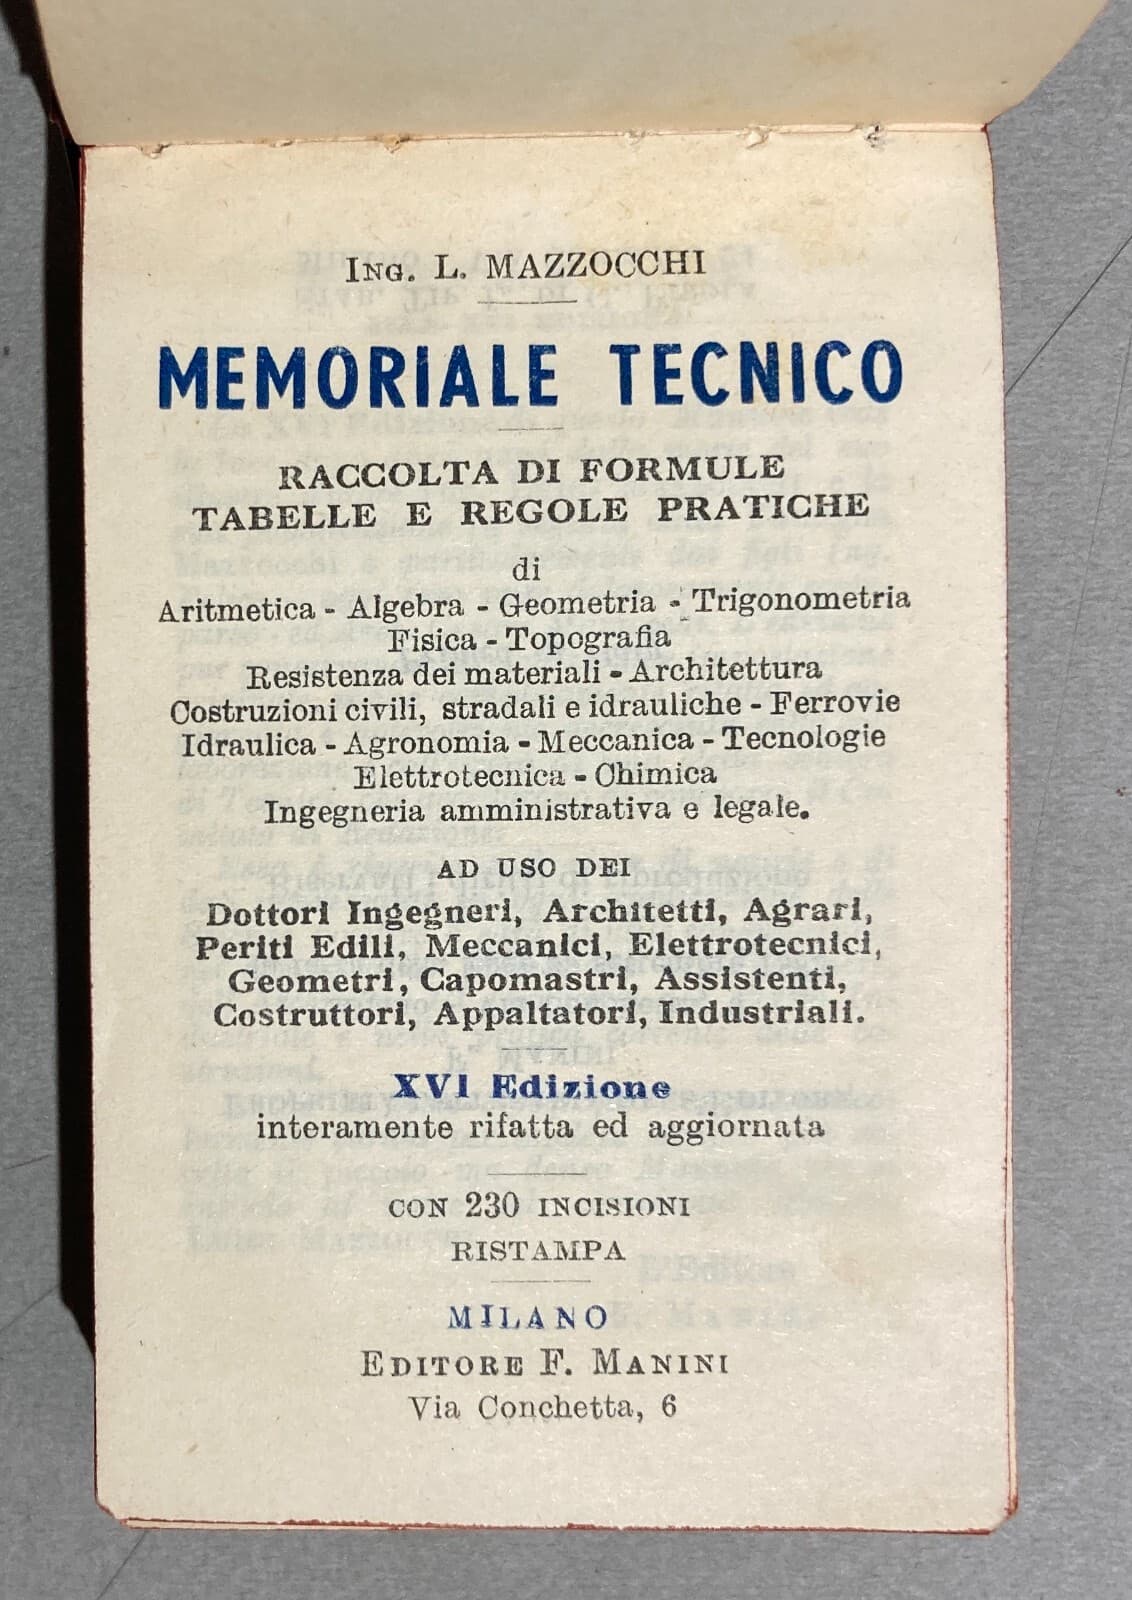 ING. L. MAZZOCCHI
MEMORIALE TECNICO
RACCOLTA DI FORMULE
TABELLE E REGOLE PRATICHE
di
Aritmetica - Algebra - Geometria - Trigonometria
Fisica - Topografia
Resistenza dei materiali - Architettura
Costruzioni civili, stradali e idrauliche - Ferrovie
Idraulica - Agronomia - Meccanica - Tecnologie
Elettrotecnica - Chimica
Ingegneria amministrativa e legale.
AD USO DEI
Dottori Ingegneri, Architetti, Agrari,
Periti Edili, Meccanici, Elettrotecnici,
Geometri, Capomastri, Assistenti,
Costruttori, Appaltatori, Industriali.
XVI Edizione
interamente rifatta ed aggiornata
CON 230 INCISIONI
RISTAMPA
MILANO
EDITORE F. MANINI
Via Conchetta, 6